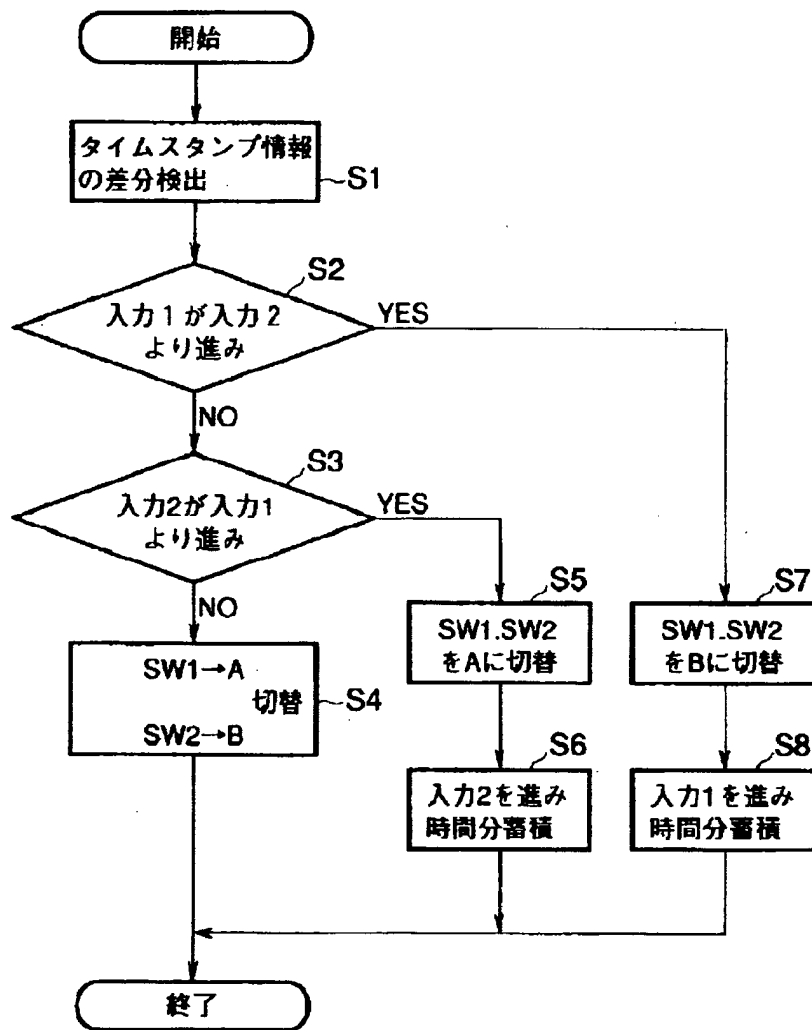 開始
タイムスタンプ情報
の差分検出
S1
S2
入力1が入力2
より進み
YES
NO
S3
入力2が入力1
より進み
YES
NO
S5
S7
SW1.SW2
をAに切替
SW1.SW2
をBに切替
SW1→A
切替
SW2→B
S4
S6
S8
入力2を進み
時間分蓄積
入力1を進み
時間分蓄積
終了